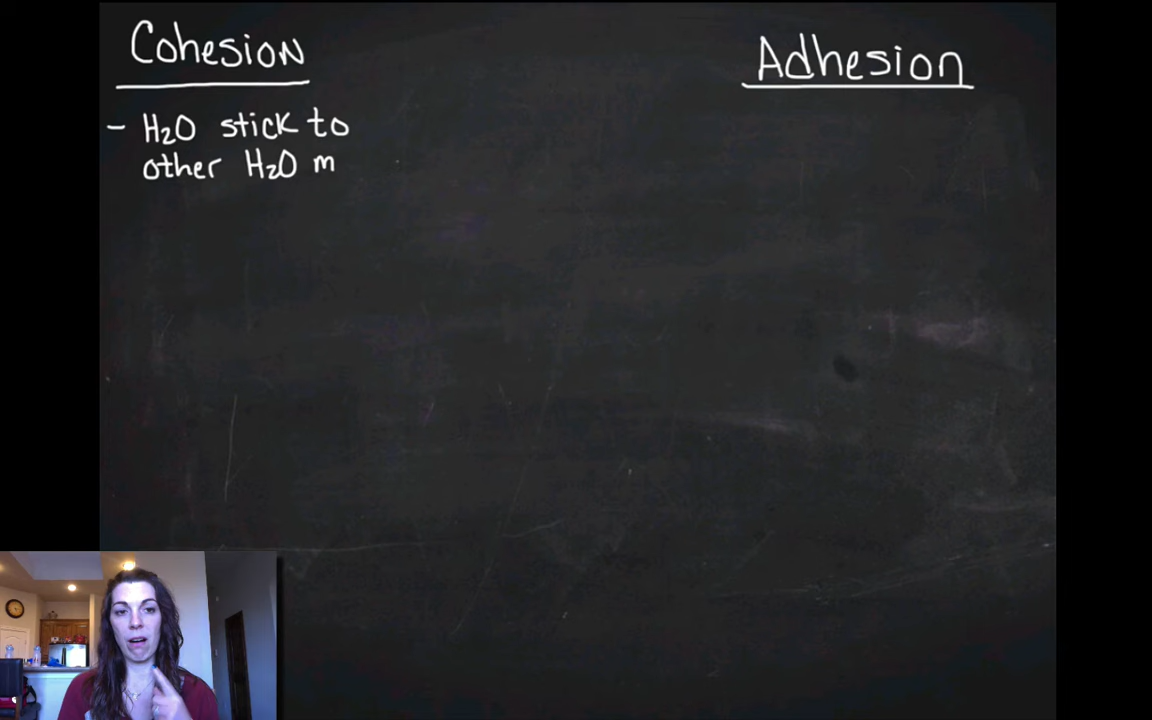 Cohesion
Adhesion
- H₂O stick to
other H₂O m